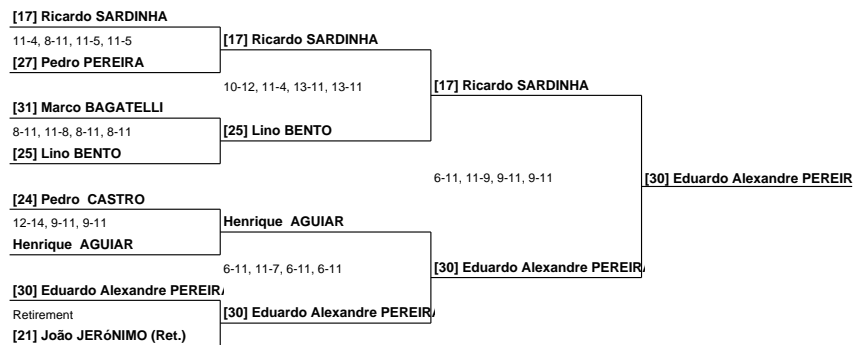 [17] Ricardo SARDINHA
11-4, 8-11, 11-5, 11-5
[27] Pedro PEREIRA
[17] Ricardo SARDINHA
10-12, 11-4, 13-11, 13-11
[31] Marco BAGATELLI
8-11, 11-8, 8-11, 8-11
[25] Lino BENTO
[25] Lino BENTO
[17] Ricardo SARDINHA
6-11, 11-9, 9-11, 9-11
[30] Eduardo Alexandre PEREIR
[24] Pedro CASTRO
12-14, 9-11, 9-11
Henrique AGUIAR
Henrique AGUIAR
6-11, 11-7, 6-11, 6-11
[30] Eduardo Alexandre PEREIRA
[30] Eduardo Alexandre PEREIRA
Retirement
[30] Eduardo Alexandre PEREIRA
[21] João JERóNIMO (Ret.)